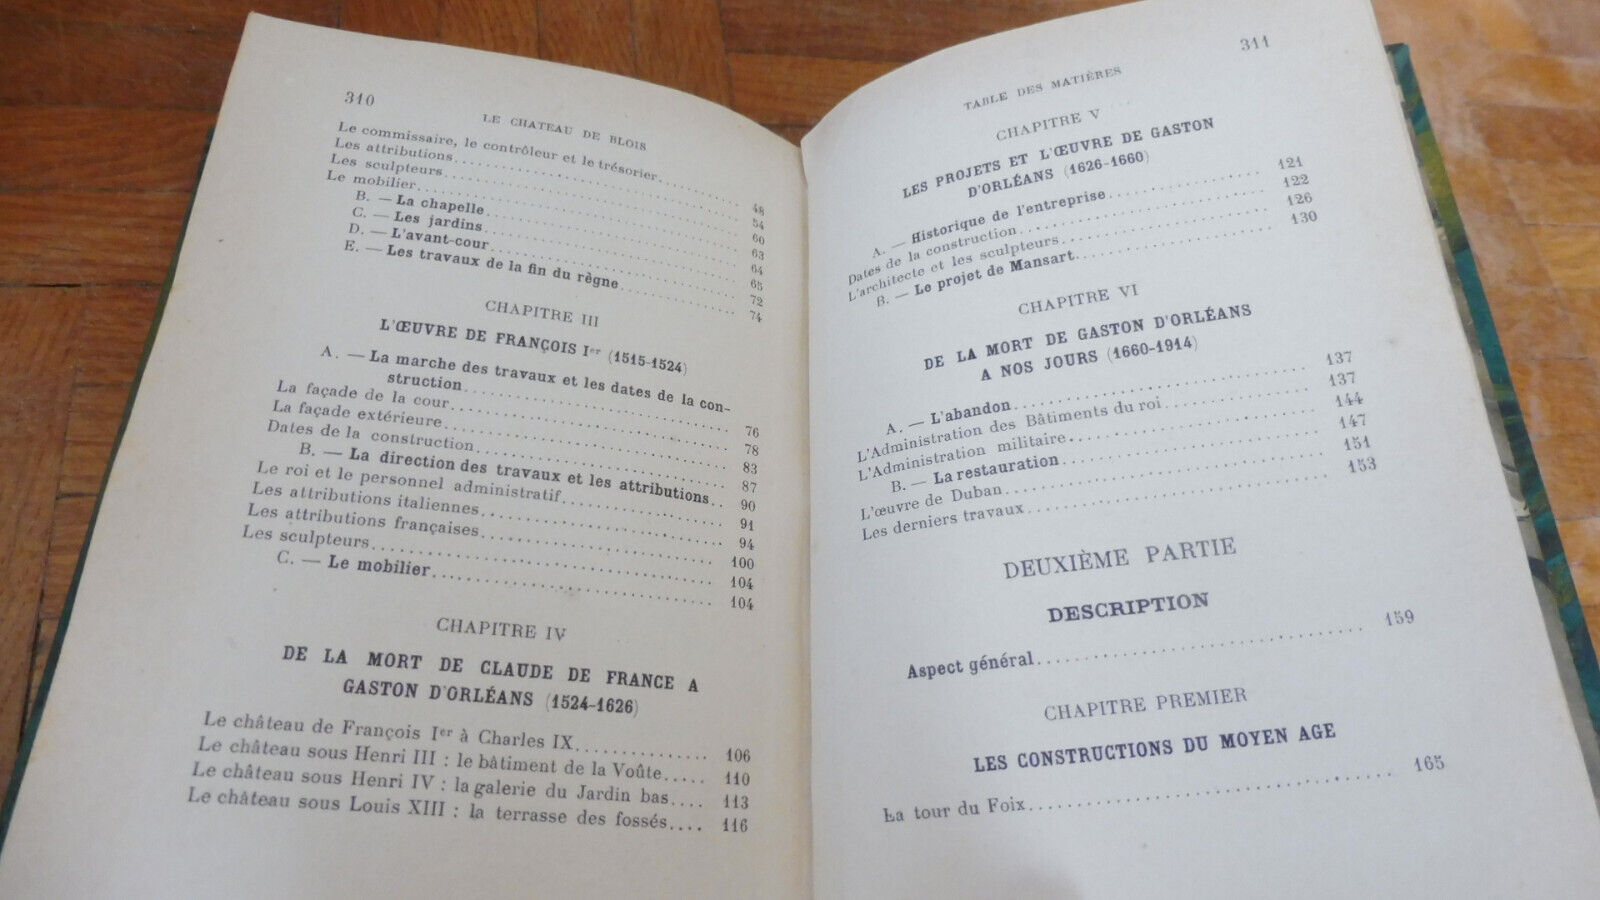 310
LE CHATEAU DE BLOIS
Le commissaire, le contrôleur et le trésorier. . . . . . . . 48
Les attributions. . . . . . . . 54
Les sculpteurs. . . . . . . . 60
Le mobilier. . . . . . . . 63
B. — La chapelle. . . . . . . . 64
C. — Les jardins. . . . . . . . 65
D. — L'avant-cour. . . . . . . . 72
E. — Les travaux de la fin du règne. . . . . . . . 74
CHAPITRE III
L'ŒUVRE DE FRANÇOIS Ier (1515-1524)
A. — La marche des travaux et les dates de la con-
struction. . . . . . . . 76
La façade de la cour. . . . . . . . 78
La façade extérieure. . . . . . . . 83
Dates de la construction. . . . . . . . 87
B. — La direction des travaux et les attributions. . . 90
Le roi et le personnel administratif. . . . . . . . 91
Les attributions italiennes. . . . . . . . 94
Les attributions françaises. . . . . . . . 100
Les sculpteurs. . . . . . . . 104
C. — Le mobilier. . . . . . . . 104
CHAPITRE IV
DE LA MORT DE CLAUDE DE FRANCE A
GASTON D'ORLÉANS (1524-1626)
Le château de François Ier à Charles IX. . . . . . . . 106
Le château sous Henri III : le bâtiment de la Voûte..... 110
Le château sous Henri IV : la galerie du Jardin bas.... 113
Le château sous Louis XIII : la terrasse des fossés.... 116
311
TABLE DES MATIÈRES
CHAPITRE V
LES PROJETS ET L'ŒUVRE DE GASTON
D'ORLÉANS (1626-1660)
A. — Historique de l'entreprise. . . . . . . . 121
Dates de la construction. . . . . . . . 122
L'architecte et les sculpteurs. . . . . . . . 126
B. — Le projet de Mansart. . . . . . . . 130
CHAPITRE VI
DE LA MORT DE GASTON D'ORLÉANS
A NOS JOURS (1660-1914)
A. — L'abandon. . . . . . . . 137
L'Administration des Bâtiments du roi. . . . . . . . 137
L'Administration militaire. . . . . . . . 144
B. — La restauration. . . . . . . . 147
L'œuvre de Duban. . . . . . . . 151
Les derniers travaux. . . . . . . . 153
DEUXIÈME PARTIE
DESCRIPTION
Aspect général. . . . . . . . 159
CHAPITRE PREMIER
LES CONSTRUCTIONS DU MOYEN AGE
La tour du Foix. . . . . . . . 165